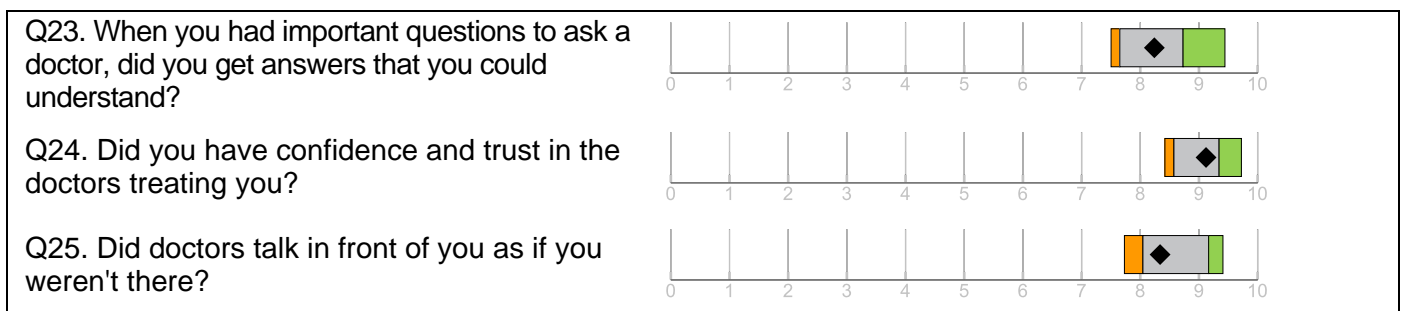 Q23. When you had important questions to ask a
doctor, did you get answers that you could
understand?
0 1 2 3 4 5 6 7 8 9 10
Q24. Did you have confidence and trust in the
doctors treating you?
0 1 2 3 4 5 6 7 8 9 10
Q25. Did doctors talk in front of you as if you
weren't there?
0 1 2 3 4 5 6 7 8 9 10